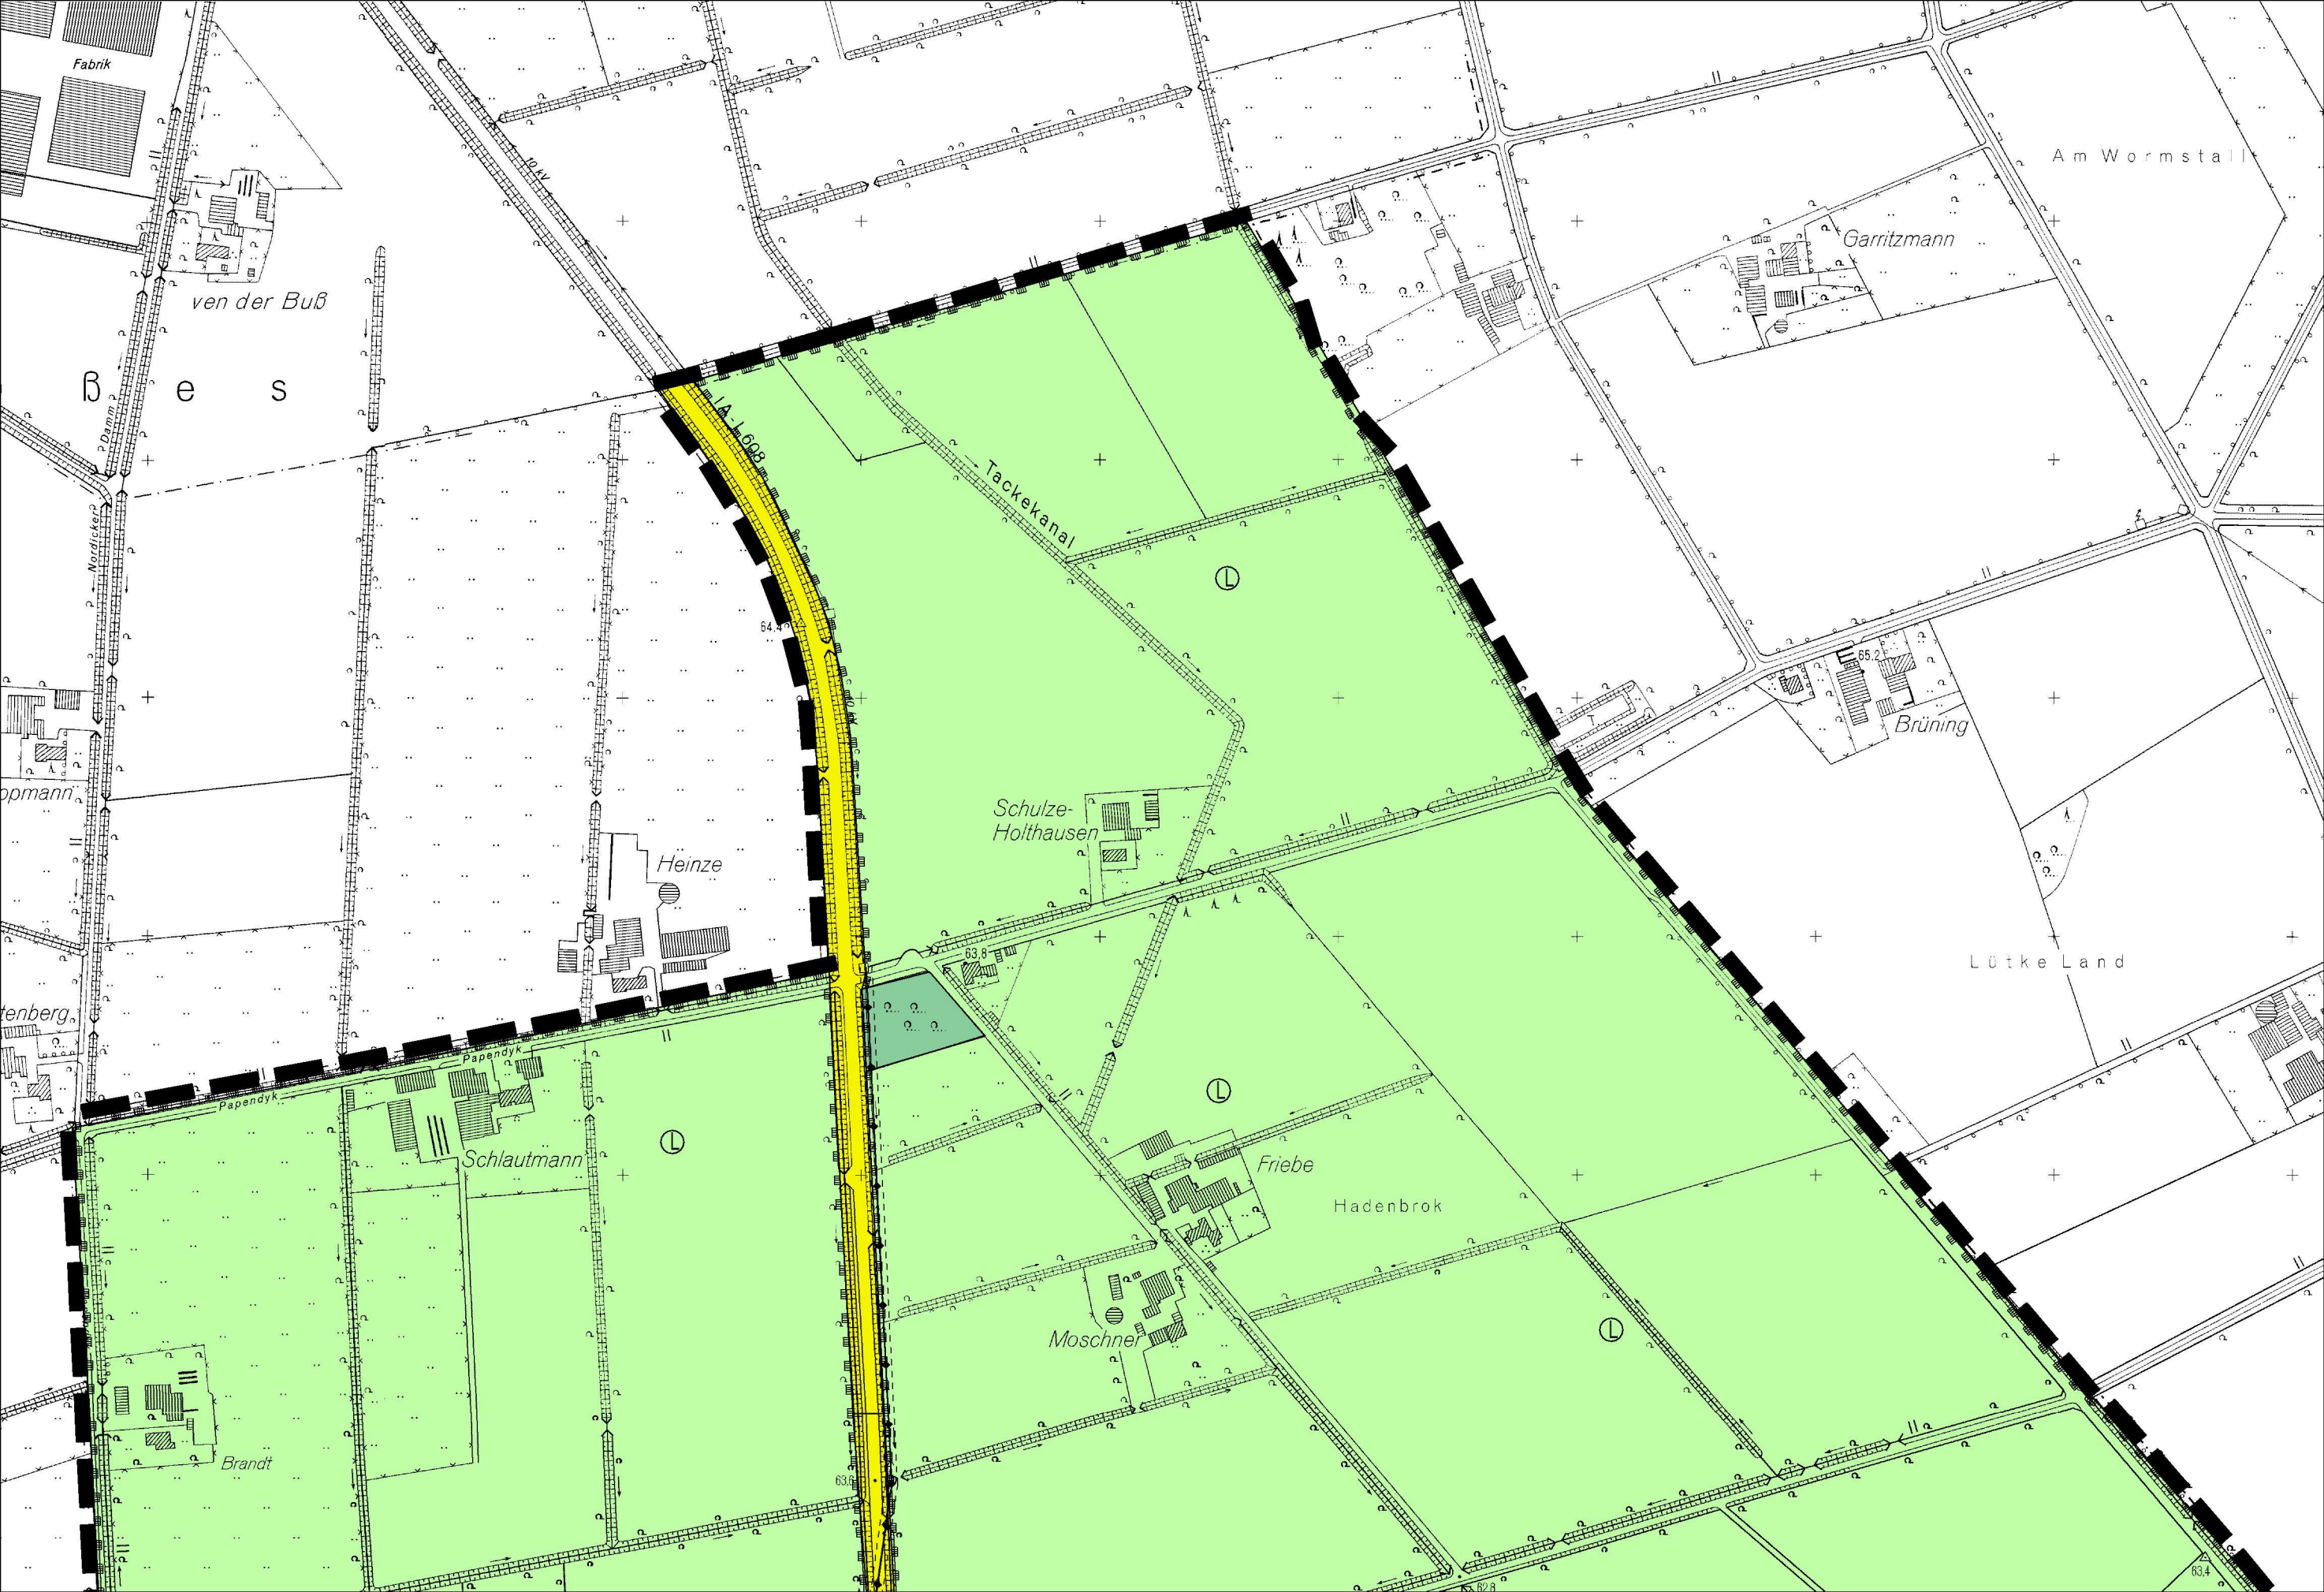 Fabrik
10 kV
Am Wormstall
Garritzmann
ven der Buß
ß e s
Damm
I A - L 608
Tackekanal
Nordicker
L
64,4
65,2
Brüning
opmann
Schulze-
Holthausen
Heinze
63,8
Lütke Land
tenberg
Papendyk
Papendyk
L
L
Schlautmann
Friebe
Hadenbrok
L
Moschner
Brandt
63,6
63,4
62,8